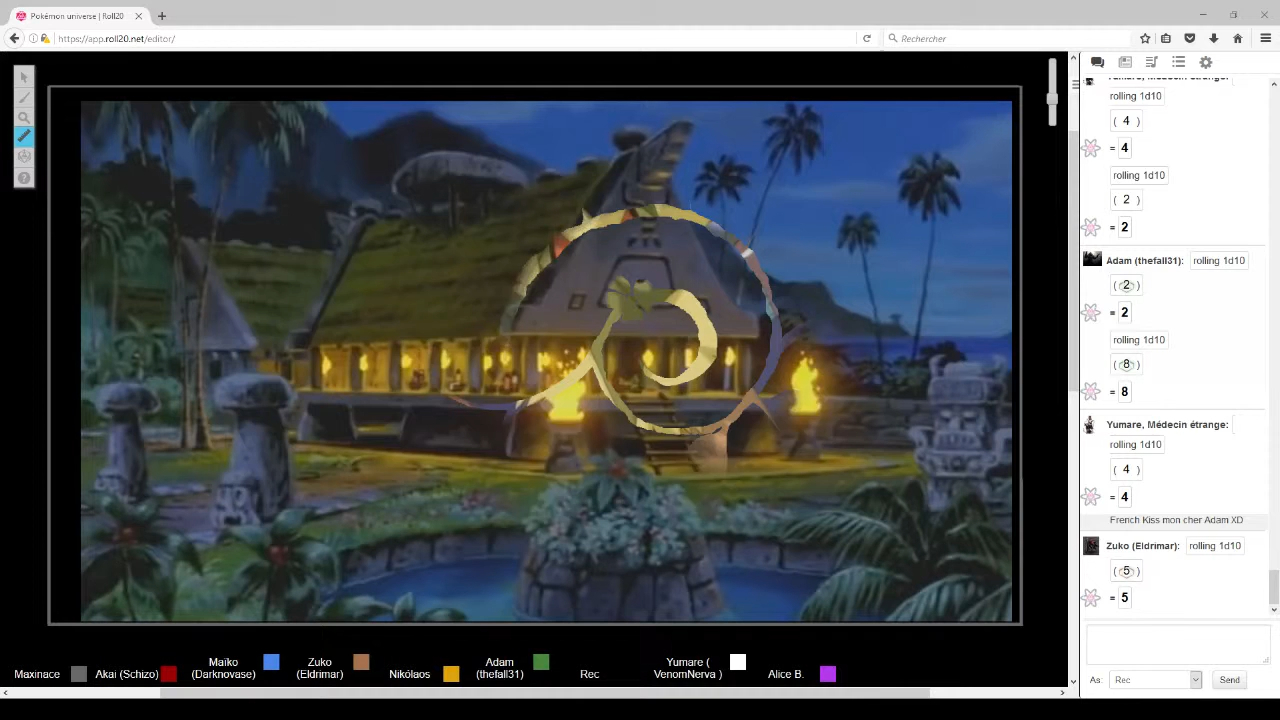 Pokémon universe | Roll20
https://app.roll20.net/editor/
Rechercher
Yumare, Médecin étrange:
rolling 1d10
( 4 )
= 4
rolling 1d10
( 2 )
= 2
Adam (thefall31): rolling 1d10
( 2 )
= 2
rolling 1d10
( 8 )
= 8
Yumare, Médecin étrange:
rolling 1d10
( 4 )
= 4
French Kiss mon cher Adam XD
Zuko (Eldrimar): rolling 1d10
( 5 )
= 5
As: Rec Send
Maxinace
Akai (Schizo)
Maïko
(Darknovase)
Zuko
(Eldrimar)
Nikólaos
Adam
(thefall31)
Rec
Yumare (
VenomNerva )
Alice B.